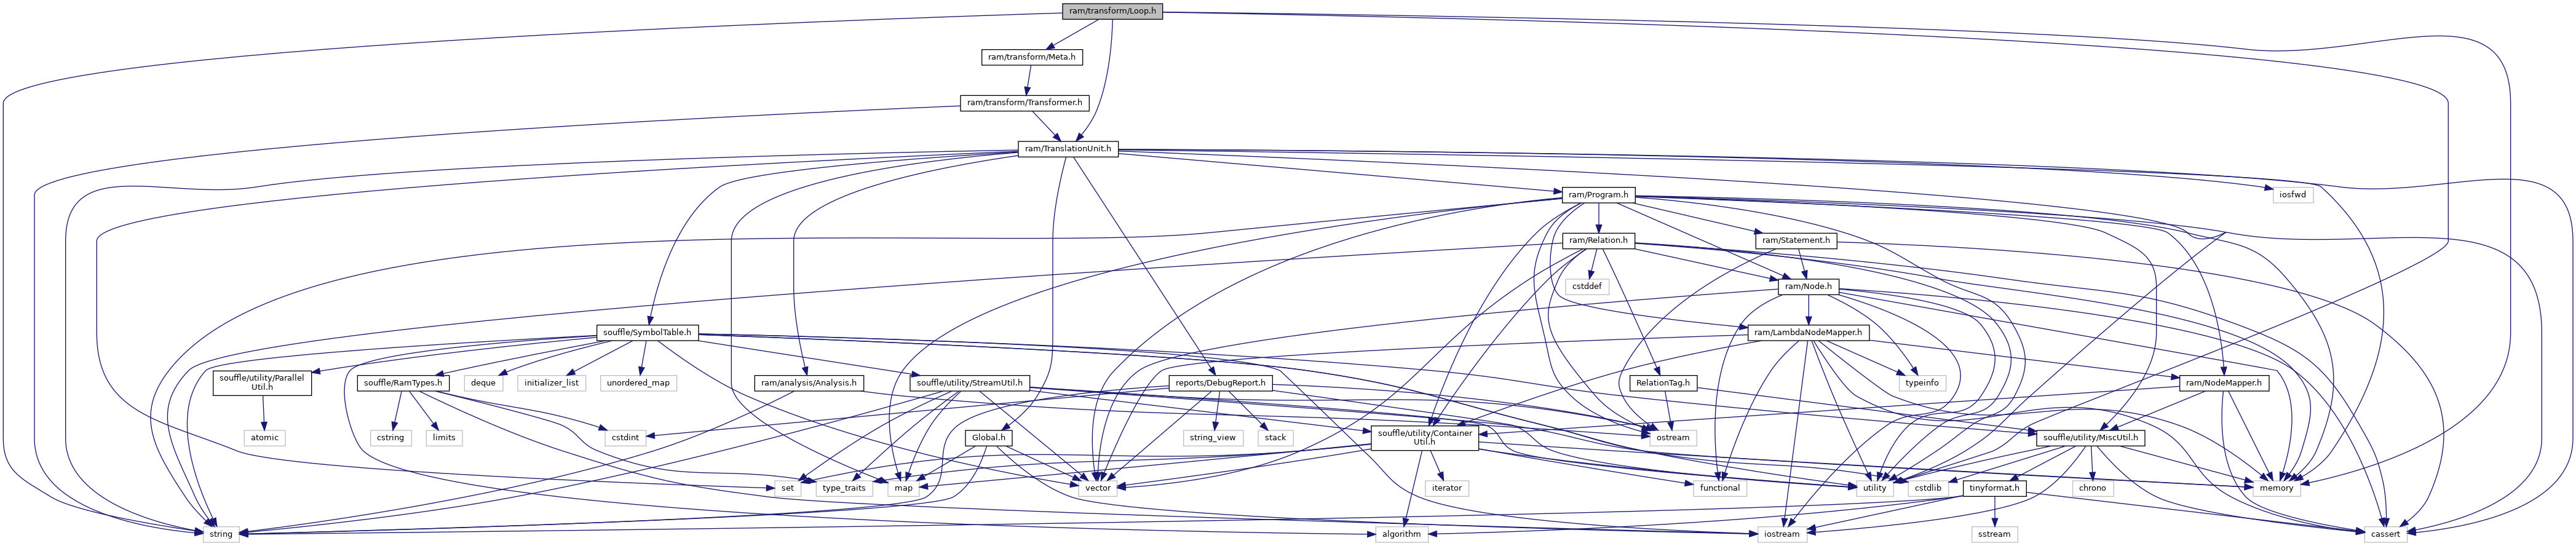 ram/transform/Loop.h
ram/transform/Meta.h
ram/transform/Transformer.h
ram/TranslationUnit.h
ram/Program.h
iosfwd
ram/Relation.h
ram/Statement.h
cstddef
ram/Node.h
souffle/SymbolTable.h
ram/LambdaNodeMapper.h
souffle/utility/Parallel
Util.h
souffle/RamTypes.h
deque
initializer_list
unordered_map
ram/analysis/Analysis.h
souffle/utility/StreamUtil.h
reports/DebugReport.h
RelationTag.h
typeinfo
ram/NodeMapper.h
atomic
cstring
limits
cstdint
Global.h
string_view
stack
souffle/utility/Container
Util.h
ostream
souffle/utility/MiscUtil.h
set
type_traits
map
vector
iterator
functional
utility
cstdlib
tinyformat.h
chrono
memory
string
algorithm
iostream
sstream
cassert